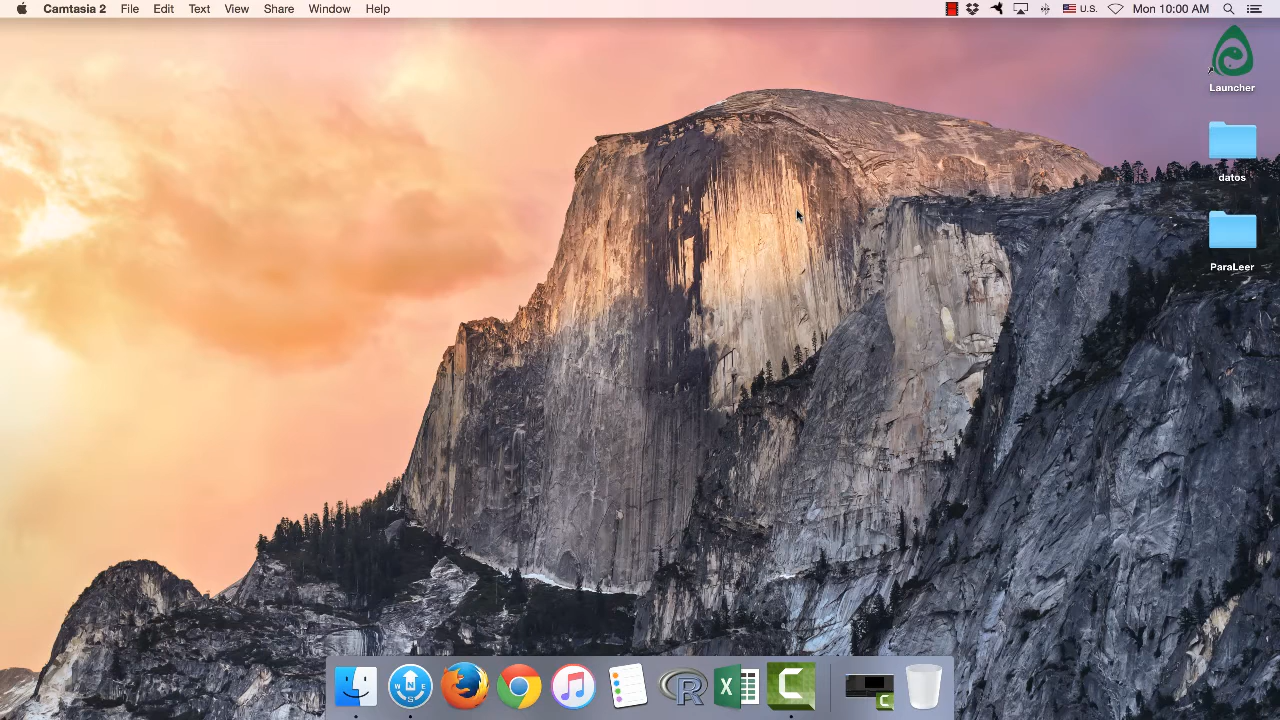 Camtasia 2 File Edit Text View Share Window Help U.S. Mon 10:00 AM
Launcher
datos
ParaLeer